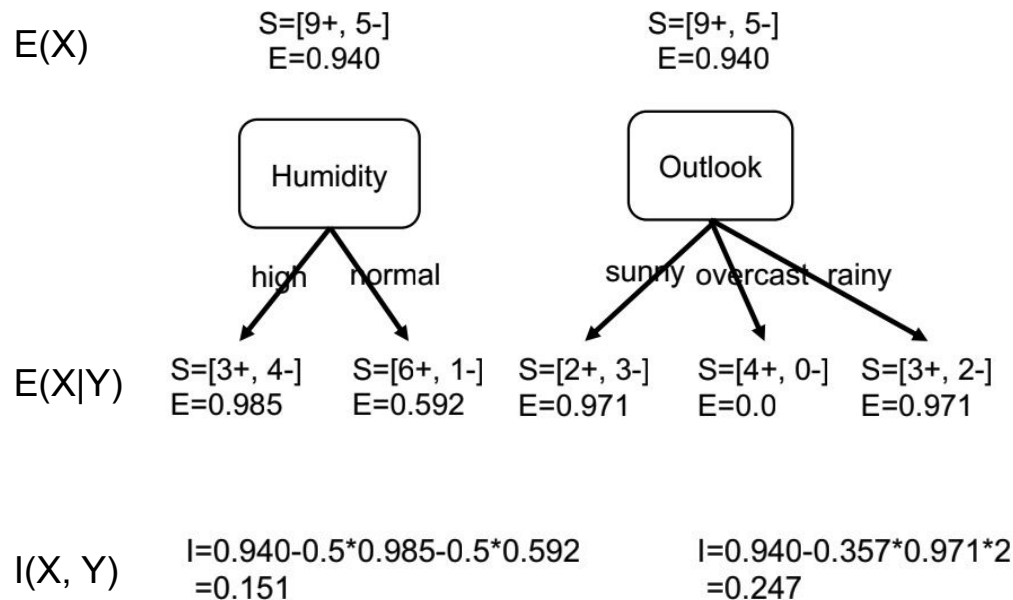 E(X)
S=[9+, 5-]
E=0.940
S=[9+, 5-]
E=0.940
Humidity
Outlook
high
normal
sunny
overcast
rainy
E(X|Y)
S=[3+, 4-]
E=0.985
S=[6+, 1-]
E=0.592
S=[2+, 3-]
E=0.971
S=[4+, 0-]
E=0.0
S=[3+, 2-]
E=0.971
I(X, Y)
I=0.940-0.5*0.985-0.5*0.592
=0.151
I=0.940-0.357*0.971*2
=0.247